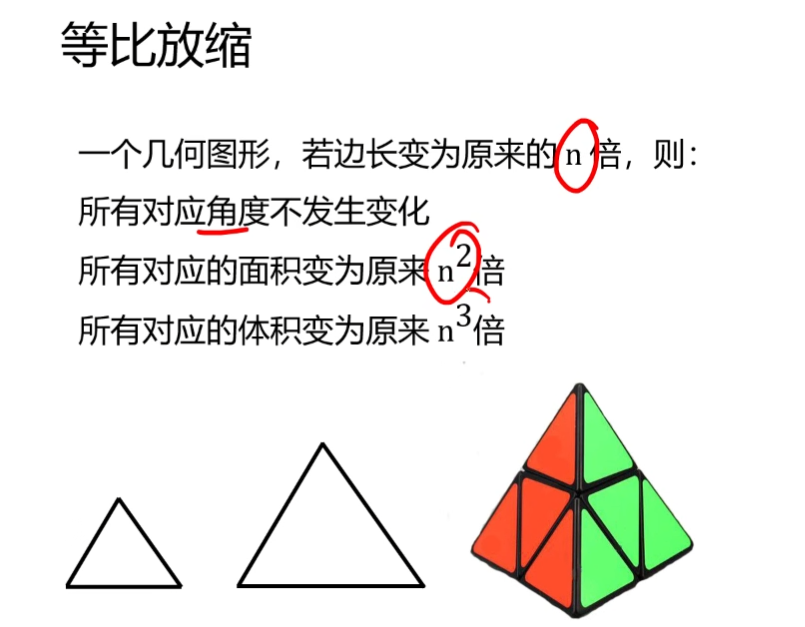 等比放缩
一个几何图形，若边长变为原来的 n 倍，则：
所有对应角度不发生变化
所有对应的面积变为原来 n² 倍
所有对应的体积变为原来 n³ 倍